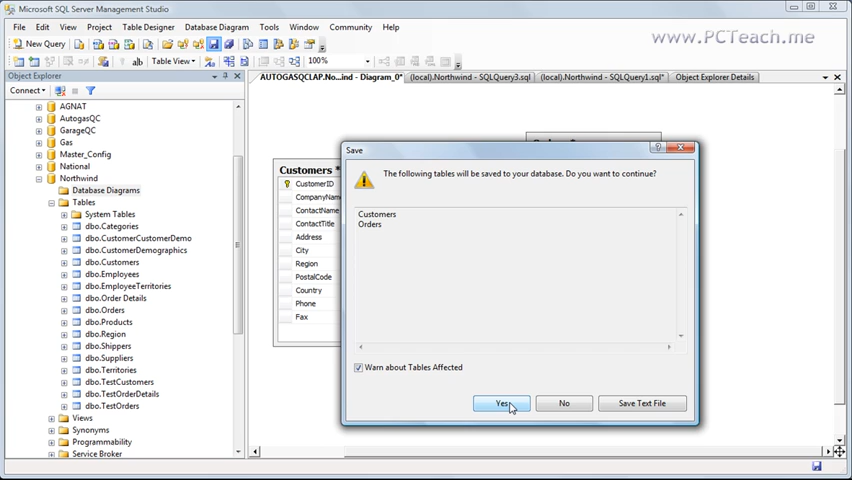 Microsoft SQL Server Management Studio
File Edit View Project Table Designer Database Diagram Tools Window Community Help
www.PCTeach.me
New Query
Table View 100%
Object Explorer
AUTOGASQCLAP.No...ind - Diagram_0* (local).Northwind - SQLQuery3.sql (local).Northwind - SQLQuery1.sql* Object Explorer Details
Connect
AGNAT
AutogasQC
GarageQC
Gas
Master_Config
National
Northwind
Database Diagrams
Tables
System Tables
dbo.Categories
dbo.CustomerCustomerDemo
dbo.CustomerDemographics
dbo.Customers
dbo.Employees
dbo.EmployeeTerritories
dbo.Order Details
dbo.Orders
dbo.Products
dbo.Region
dbo.Shippers
dbo.Suppliers
dbo.Territories
dbo.TestCustomers
dbo.TestOrderDetails
dbo.TestOrders
Views
Synonyms
Programmability
Service Broker
Customers *
CustomerID
CompanyName
ContactName
ContactTitle
Address
City
Region
PostalCode
Country
Phone
Fax
Save
The following tables will be saved to your database. Do you want to continue?
Customers
Orders
Warn about Tables Affected
Yes No Save Text File